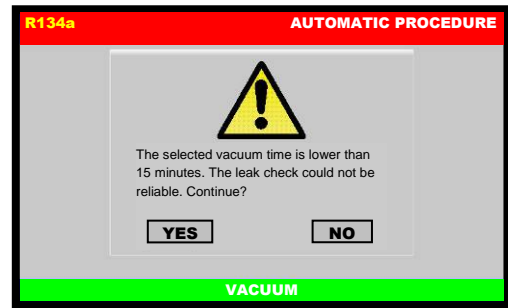 R134a AUTOMATIC PROCEDURE
The selected vacuum time is lower than
15 minutes. The leak check could not be
reliable. Continue?
YES NO
VACUUM